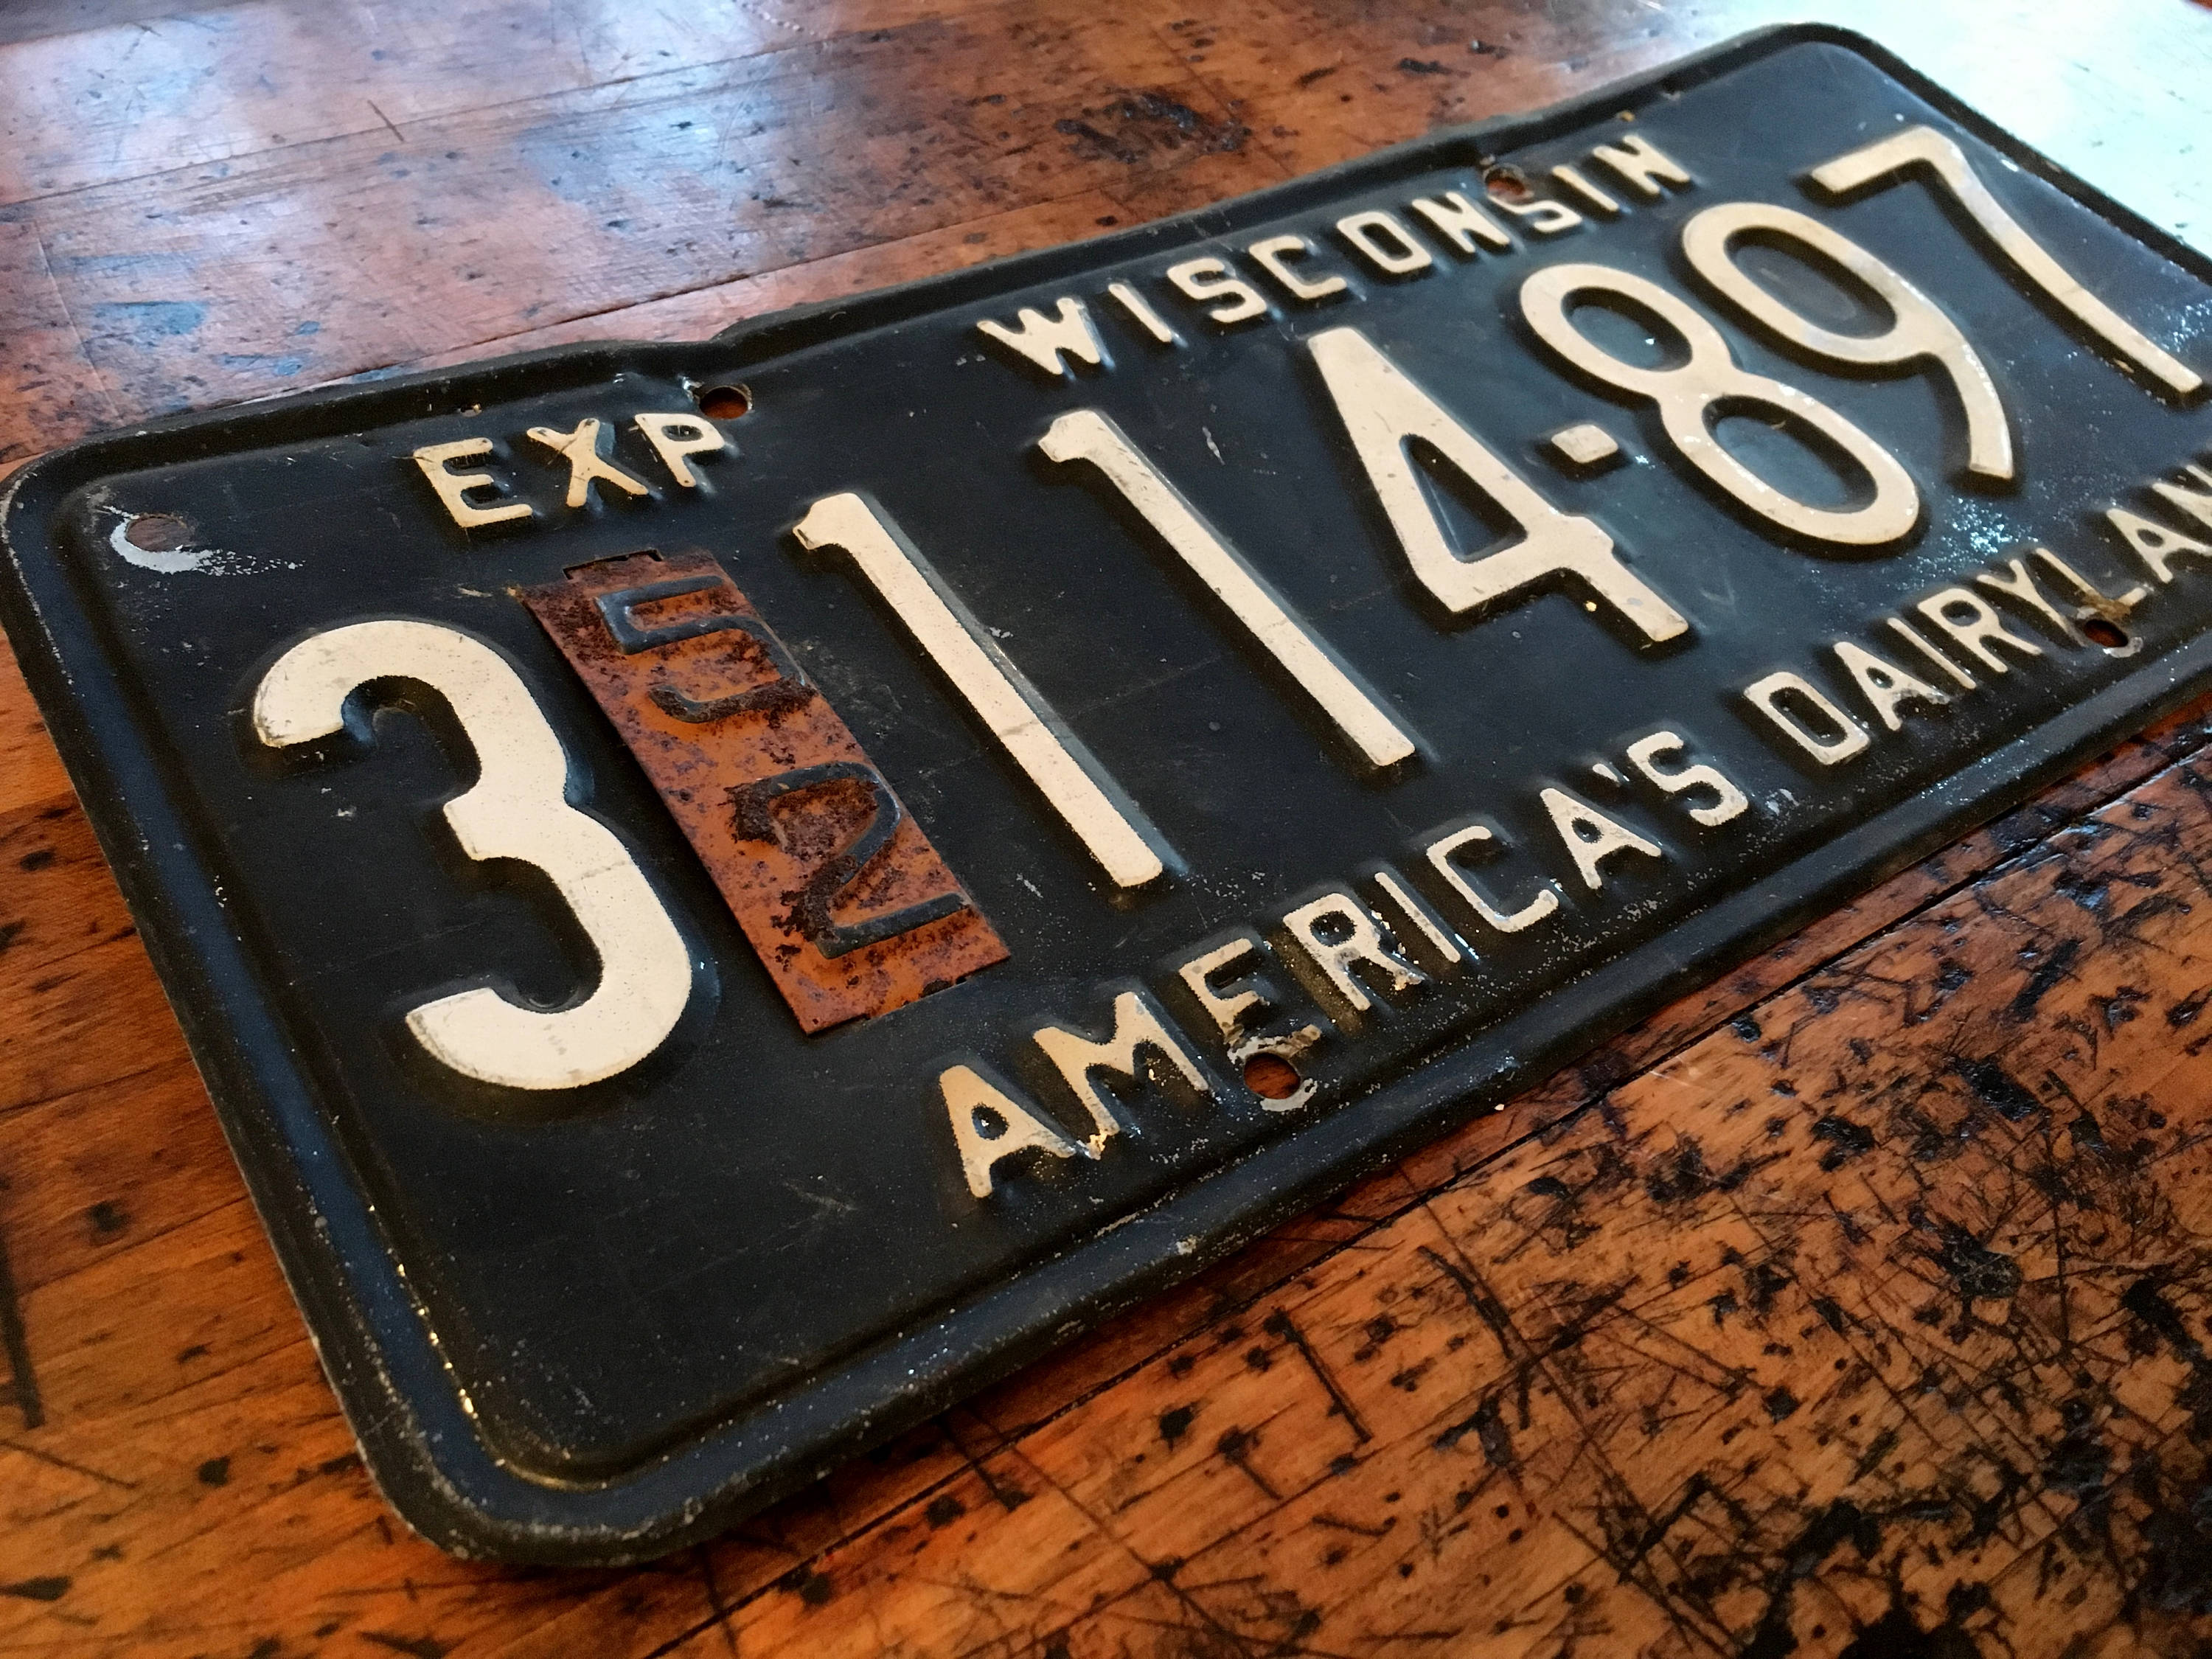 EXP WISCONSIN
3 52 114-897
AMERICA'S DAIRYLAN